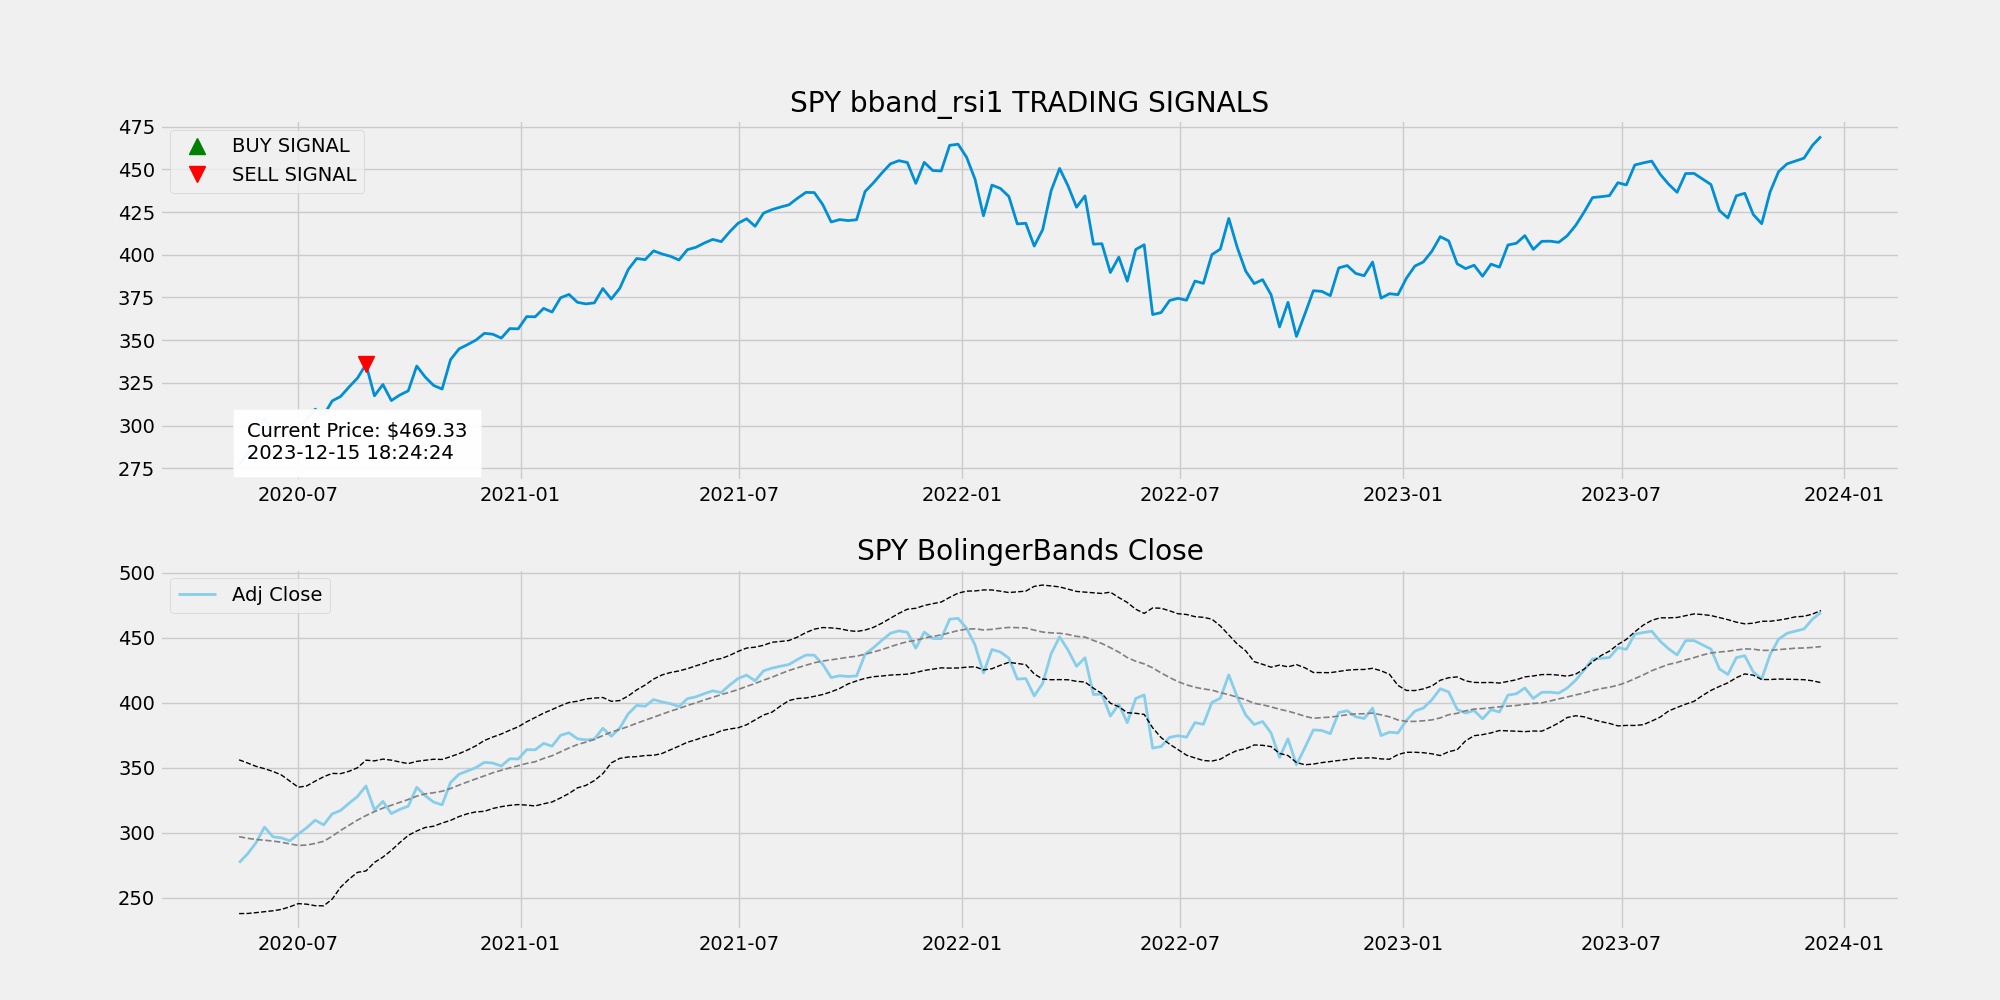 SPY bband_rsi1 TRADING SIGNALS
475
450
425
400
375
350
325
300
275
BUY SIGNAL
SELL SIGNAL
Current Price: $469.33
2023-12-15 18:24:24
2020-07 2021-01 2021-07 2022-01 2022-07 2023-01 2023-07 2024-01
SPY BolingerBands Close
500
450
400
350
300
250
Adj Close
2020-07 2021-01 2021-07 2022-01 2022-07 2023-01 2023-07 2024-01